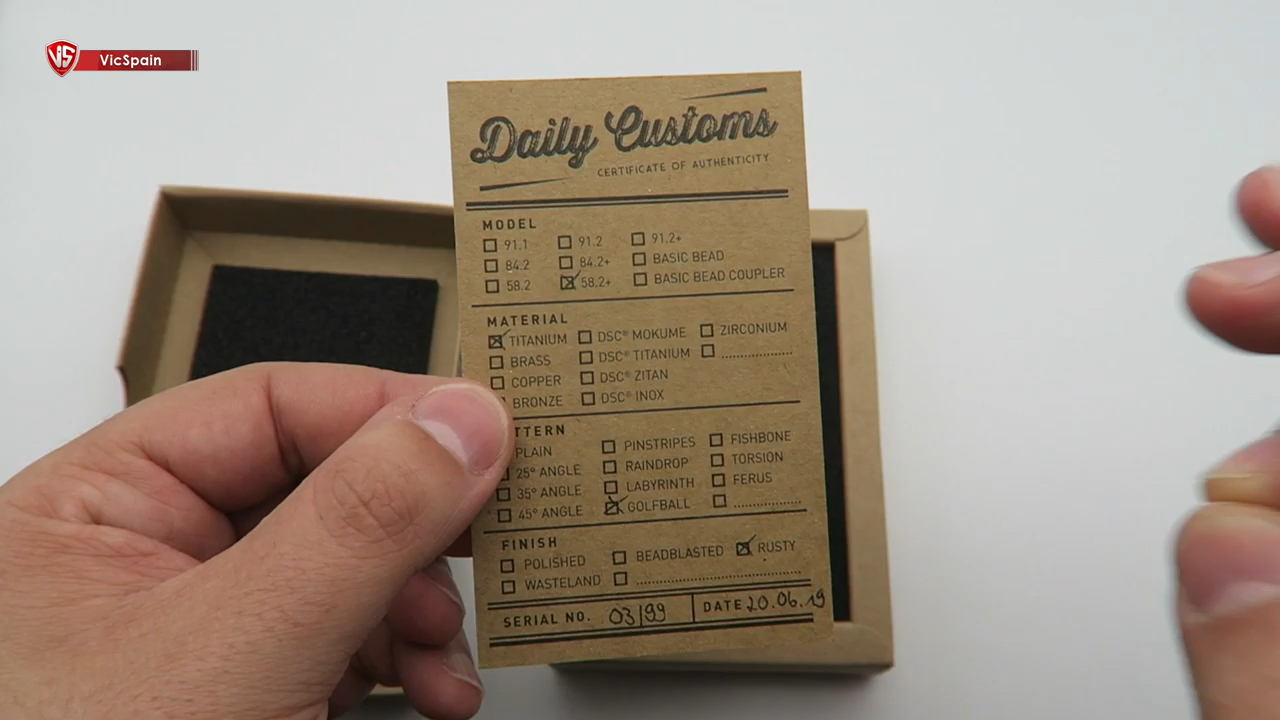 VS VicSpain
Daily Customs
CERTIFICATE OF AUTHENTICITY
MODEL
91.1 91.2 91.2+
84.2 84.2+ BASIC BEAD
58.2 58.2+ BASIC BEAD COUPLER
MATERIAL
TITANIUM DSC® MOKUME ZIRCONIUM
BRASS DSC® TITANIUM
COPPER DSC® ZITAN
BRONZE DSC® INOX
TTERN
PLAIN PINSTRIPES FISHBONE
25° ANGLE RAINDROP TORSION
35° ANGLE LABYRINTH FERUS
45° ANGLE GOLFBALL
FINISH
POLISHED BEADBLASTED RUSTY
WASTELAND
SERIAL NO. 03/99 DATE 20.06.19